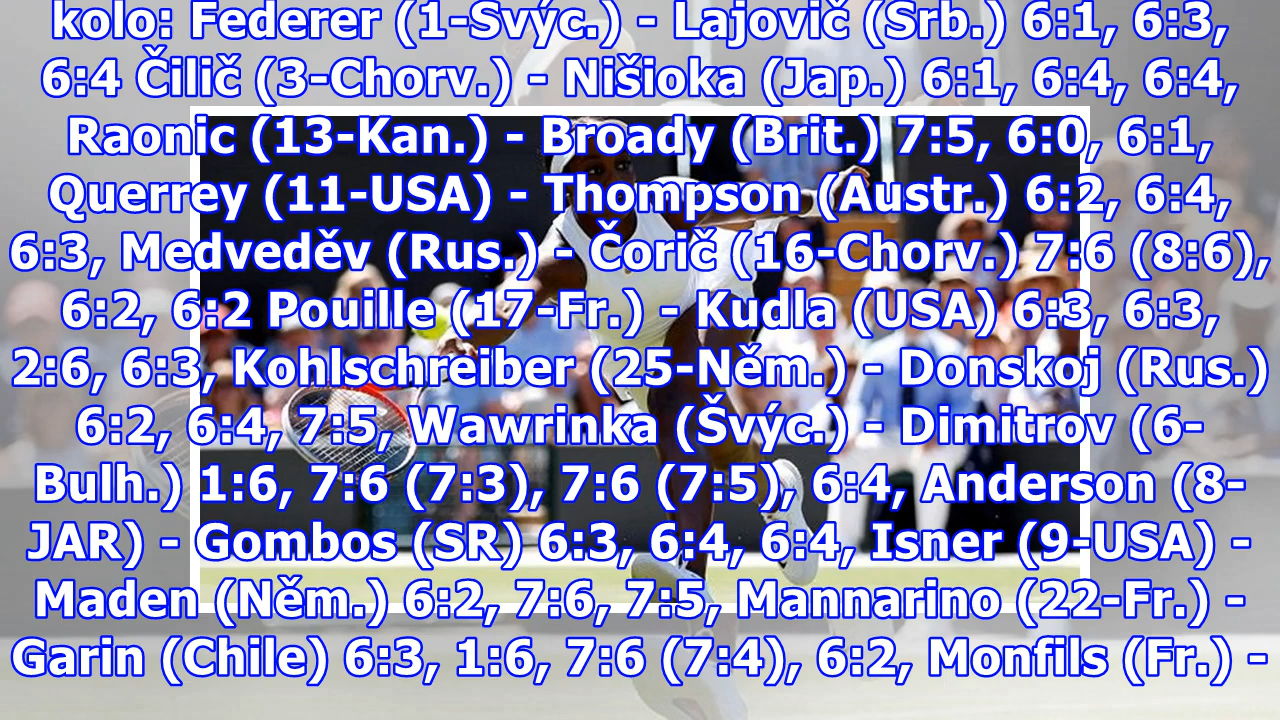 kolo: Federer (1-Švýc.) - Lajovič (Srb.) 6:1, 6:3,
6:4 Čilič (3-Chorv.) - Nišioka (Jap.) 6:1, 6:4, 6:4,
Raonic (13-Kan.) - Broady (Brit.) 7:5, 6:0, 6:1,
Querrey (11-USA) - Thompson (Austr.) 6:2, 6:4,
6:3, Medveděv (Rus.) - Čorič (16-Chorv.) 7:6 (8:6),
6:2, 6:2 Pouille (17-Fr.) - Kudla (USA) 6:3, 6:3,
2:6, 6:3, Kohlschreiber (25-Něm.) - Donskoj (Rus.)
6:2, 6:4, 7:5, Wawrinka (Švýc.) - Dimitrov (6-
Bulh.) 1:6, 7:6 (7:3), 7:6 (7:5), 6:4, Anderson (8-
JAR) - Gombos (SR) 6:3, 6:4, 6:4, Isner (9-USA) -
Maden (Něm.) 6:2, 7:6, 7:5, Mannarino (22-Fr.) -
Garin (Chile) 6:3, 1:6, 7:6 (7:4), 6:2, Monfils (Fr.) -